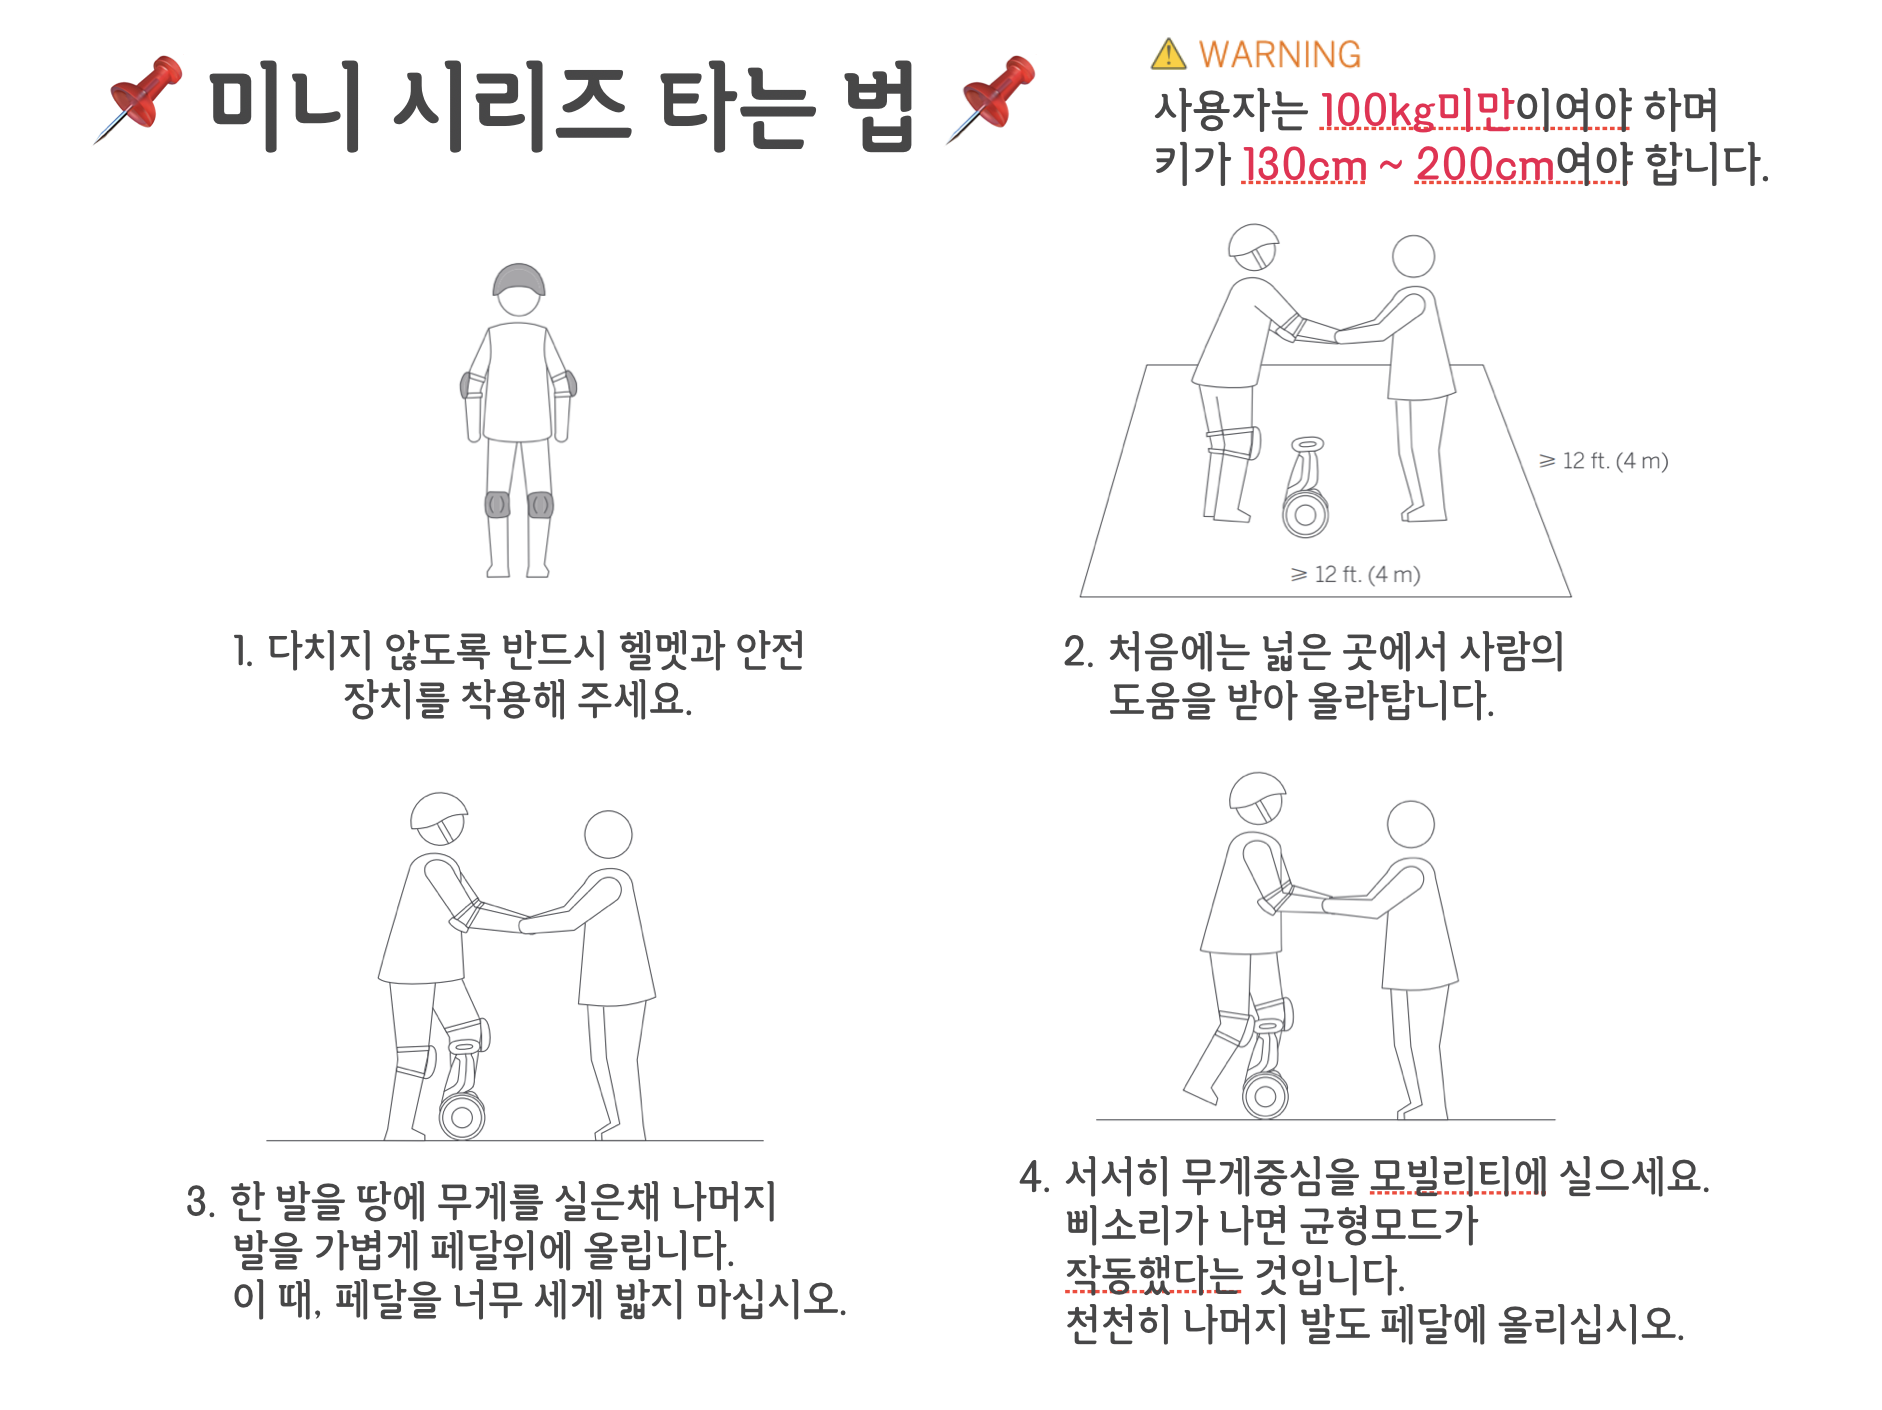 미니 시리즈 타는 법
WARNING
사용자는 100kg미만이여야 하며
키가 130cm ~ 200cm여야 합니다.
≥ 12 ft. (4 m)
≥ 12 ft. (4 m)
1. 다치지 않도록 반드시 헬멧과 안전
장치를 착용해 주세요.
2. 처음에는 넓은 곳에서 사람의
도움을 받아 올라탑니다.
3. 한 발을 땅에 무게를 실은채 나머지
발을 가볍게 페달위에 올립니다.
이 때, 페달을 너무 세게 밟지 마십시오.
4. 서서히 무게중심을 모빌리티에 실으세요.
삐소리가 나면 균형모드가
작동했다는 것입니다.
천천히 나머지 발도 페달에 올리십시오.